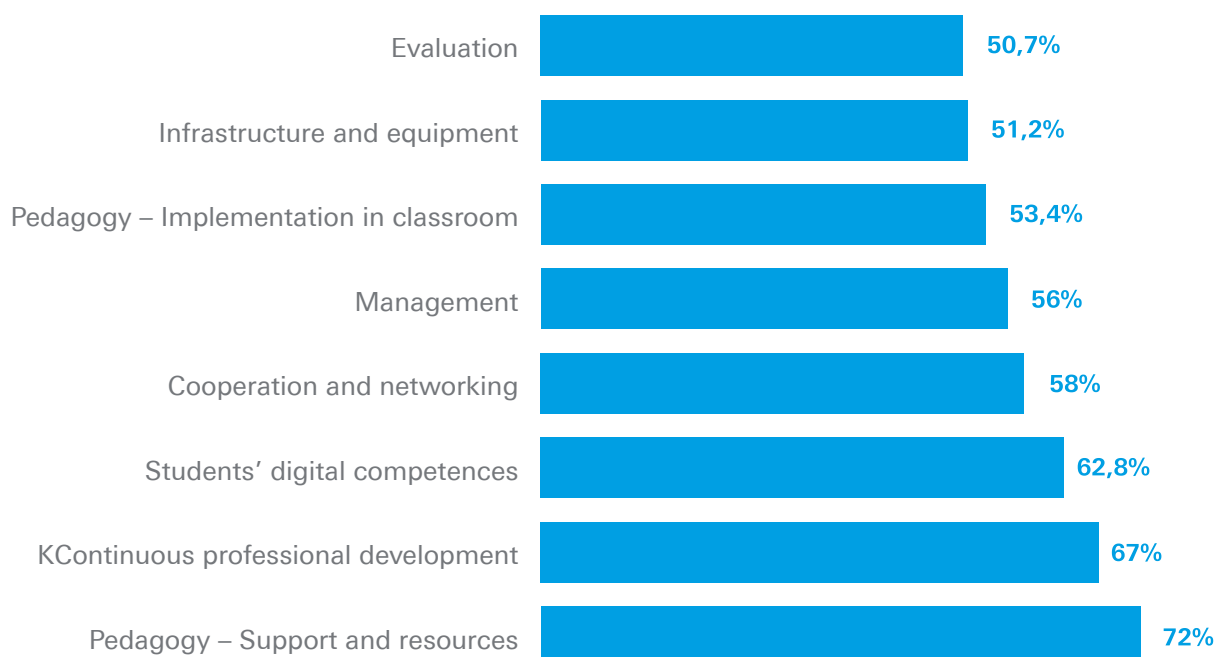 Evaluation 50,7%
Infrastructure and equipment 51,2%
Pedagogy – Implementation in classroom 53,4%
Management 56%
Cooperation and networking 58%
Students’ digital competences 62,8%
KContinuous professional development 67%
Pedagogy – Support and resources 72%